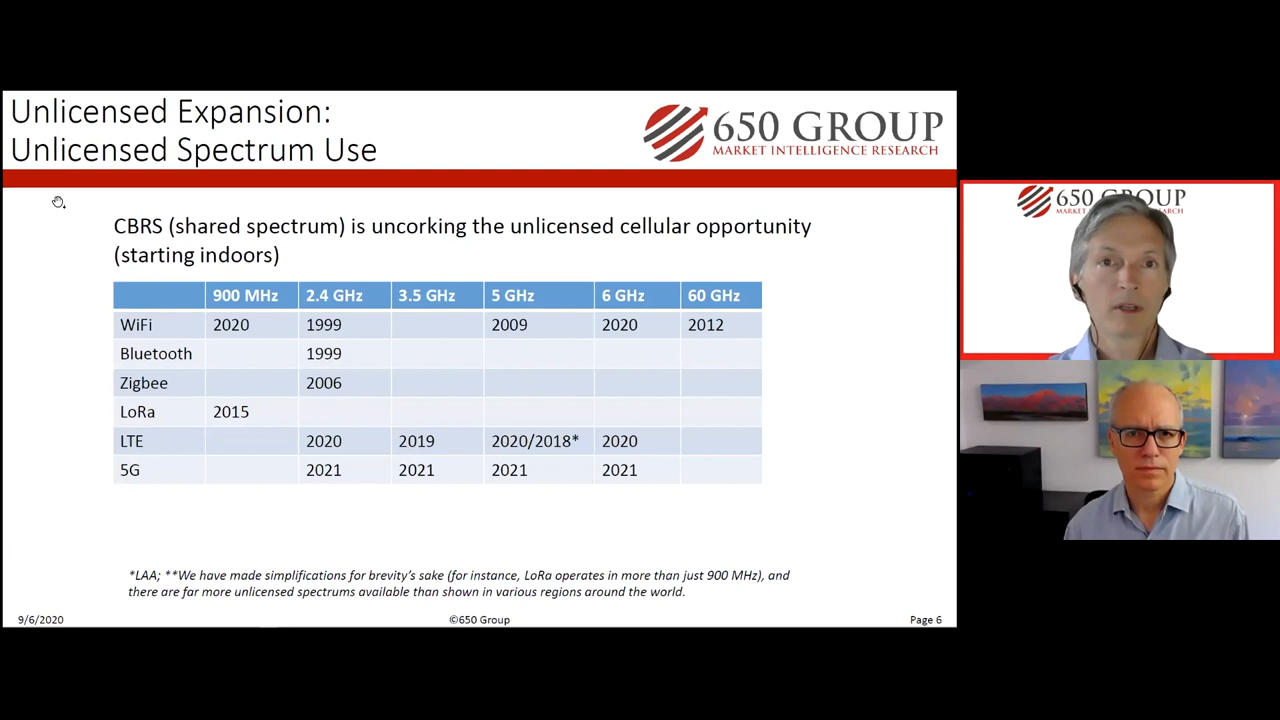 Unlicensed Expansion:
Unlicensed Spectrum Use
650 GROUP
MARKET INTELLIGENCE RESEARCH
CBRS (shared spectrum) is uncorking the unlicensed cellular opportunity
(starting indoors)
900 MHz 2.4 GHz 3.5 GHz 5 GHz 6 GHz 60 GHz
WiFi 2020 1999 2009 2020 2012
Bluetooth 1999
Zigbee 2006
LoRa 2015
LTE 2020 2019 2020/2018* 2020
5G 2021 2021 2021 2021
*LAA; **We have made simplifications for brevity's sake (for instance, LoRa operates in more than just 900 MHz), and
there are far more unlicensed spectrums available than shown in various regions around the world.
9/6/2020 ©650 Group Page 6
650